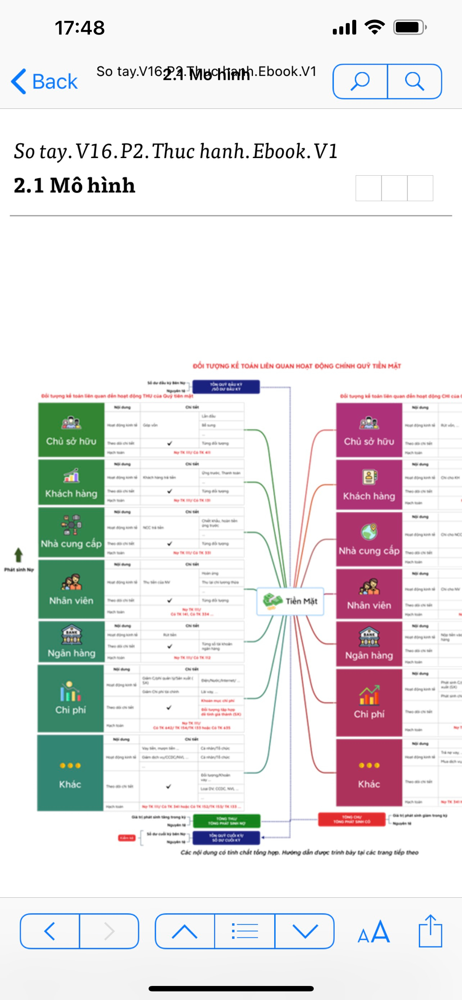 17:48
Back
So tay.V16.P2.Thuc hanh.Ebook.V1
2.1 Mô hình
So tay.V16.P2.Thuc hanh.Ebook.V1
2.1 Mô hình
ĐỐI TƯỢNG KẾ TOÁN LIÊN QUAN HOẠT ĐỘNG CHÍNH QUỸ TIỀN MẶT
Số dư đầu kỳ Bên Nợ
Nguyên tệ
TỒN QUỸ ĐẦU KỲ
/SỐ DƯ ĐẦU KỲ
Đối tượng kế toán liên quan đến hoạt động THU của Quỹ tiền mặt
Phát sinh Nợ
Chủ sở hữu
Nội dung Chi tiết
Hoạt động kinh tế Góp vốn
Lần đầu
Bổ sung
...
Theo dõi chi tiết ✓ Từng đối tượng
Hạch toán Nợ TK 111/ Có TK 411
Khách hàng
Nội dung Chi tiết
Hoạt động kinh tế Khách hàng trả tiền
Ứng trước, Thanh toán
...
Theo dõi chi tiết ✓ Từng đối tượng
Hạch toán Nợ TK 111/ Có TK 131
Nhà cung cấp
Nội dung Chi tiết
Hoạt động kinh tế NCC trả tiền
Chiết khấu, hoàn tiền
ứng trước
...
Theo dõi chi tiết ✓ Từng đối tượng
Hạch toán Nợ TK 111/ Có TK 331
Nhân viên
Nội dung Chi tiết
Hoạt động kinh tế Thu tiền của NV
Hoàn ứng
Thu lại chi lương thừa
...
Theo dõi chi tiết ✓ Từng đối tượng
Hạch toán Nợ TK 111/
Có TK 141, Có TK 334 ...
Ngân hàng
Nội dung Chi tiết
Hoạt động kinh tế Rút tiền
Theo dõi chi tiết ✓ Từng số tài khoản
ngân hàng
Hạch toán Nợ TK 111/ Có TK 112
Chi phí
Nội dung Chi tiết
Hoạt động kinh tế
Giảm C/phí quản lý/Sản xuất (
SX)
Điện/Nước/Internet/ ...
Giảm Chi phí tài chính Lãi vay, ...
Theo dõi chi tiết ✓
Khoản mục chi phí
Đối tượng tập hợp
để tính giá thành (SX)
Hạch toán Nợ TK 111/
Có TK 642/ TK 154/TK 133 hoặc Có TK 635
Khác
Nội dung Chi tiết
Hoạt động kinh tế
Vay tiền, mượn tiền ... Cá nhân/Tổ chức
Giảm dịch vụ/CCDC/NVL ... Cá nhân/Tổ chức
...
Theo dõi chi tiết ✓
Đối tượng/Khoản
vay ...
Loại DV, CCDC, NVL ...
...
Hạch toán Nợ TK 111/ Có TK 341 hoặc Có TK 152/TK 153/ TK 133 ...
Tiền Mặt
Đối tượng kế toán liên quan đến hoạt động CHI của
Chủ sở hữu
Nội dung
Hoạt động kinh tế Rút vốn, ...
Theo dõi chi tiết
Hạch toán
Khách hàng
Nội dung
Hoạt động kinh tế Chi cho KH
Theo dõi chi tiết
Hạch toán
Nhà cung cấp
Nội dung
Hoạt động kinh tế Chi cho NCC
Theo dõi chi tiết
Hạch toán
Nhân viên
Nội dung
Hoạt động kinh tế Chi cho NV
Theo dõi chi tiết
Hạch toán
Ngân hàng
Nội dung
Hoạt động kinh tế Nộp tiền
hàng
Theo dõi chi tiết
Hạch toán
Chi phí
Nội dung
Hoạt động kinh tế
Phát sinh
xuất (SX)
Phát sinh
Theo dõi chi tiết
Hạch toán
Khác
Nội dung
Hoạt động kinh tế
Trả nợ vay, ..
Mua dịch vụ
Theo dõi chi tiết
Hạch toán Nợ TK 341
Giá trị phát sinh tăng trong kỳ
Nguyên tệ
TỔNG THU/
TỔNG PHÁT SINH NỢ
TỔNG CHI/
TỔNG PHÁT SINH CÓ
Giá trị phát sinh giảm trong kỳ
Nguyên tệ
Kiểm kê
Số dư cuối kỳ bên Nợ
Nguyên tệ
TỒN QUỸ CUỐI KỲ/
SỐ DƯ CUỐI KỲ
Các nội dung có tính chất tổng hợp. Hướng dẫn được trình bày tại các trang tiếp theo
AA